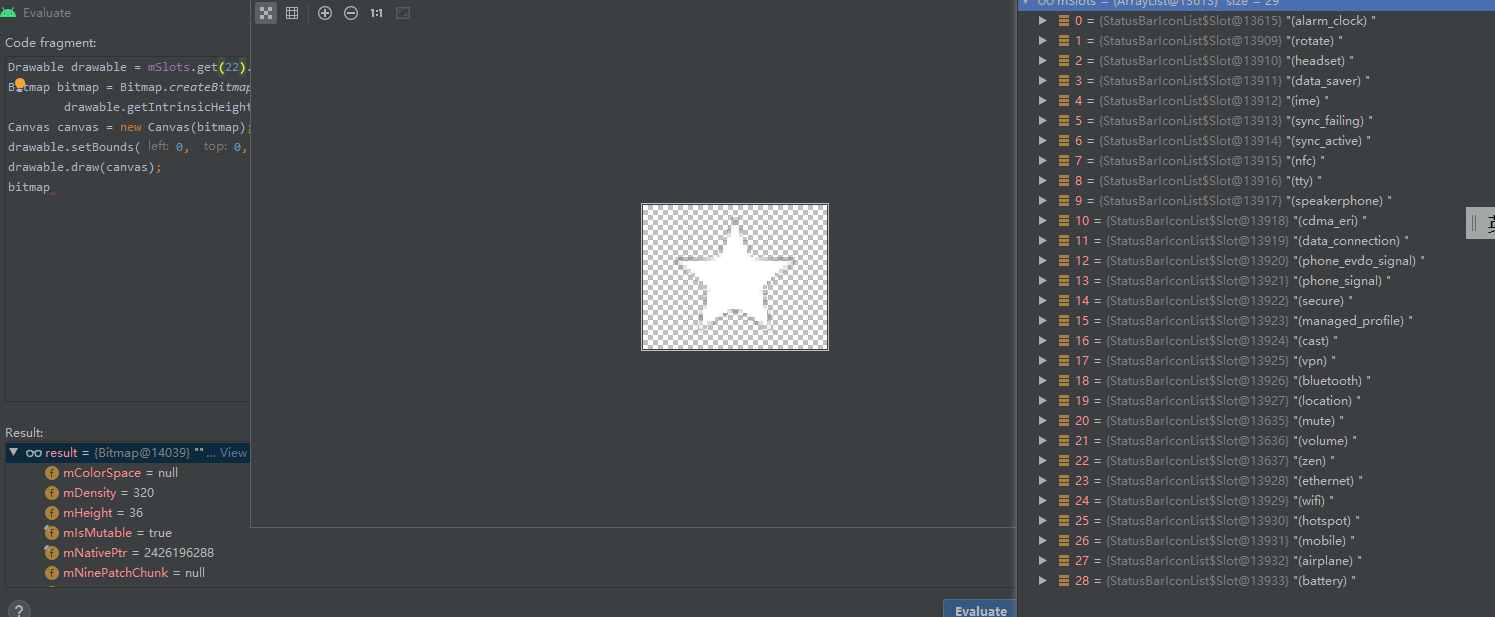 Evaluate
Code fragment:
Drawable drawable = mSlots.get(22).
Bitmap bitmap = Bitmap.createBitmap
drawable.getIntrinsicHeight
Canvas canvas = new Canvas(bitmap);
drawable.setBounds( left: 0, top: 0,
drawable.draw(canvas);
bitmap
Result:
result = {Bitmap@14039} "" ... View
mColorSpace = null
mDensity = 320
mHeight = 36
mIsMutable = true
mNativePtr = 2426196288
mNinePatchChunk = null
?
1:1
Evaluate
mSlots = {ArrayList@13613} size = 29
0 = {StatusBarIconList$Slot@13615} "(alarm_clock) "
1 = {StatusBarIconList$Slot@13909} "(rotate) "
2 = {StatusBarIconList$Slot@13910} "(headset) "
3 = {StatusBarIconList$Slot@13911} "(data_saver) "
4 = {StatusBarIconList$Slot@13912} "(ime) "
5 = {StatusBarIconList$Slot@13913} "(sync_failing) "
6 = {StatusBarIconList$Slot@13914} "(sync_active) "
7 = {StatusBarIconList$Slot@13915} "(nfc) "
8 = {StatusBarIconList$Slot@13916} "(tty) "
9 = {StatusBarIconList$Slot@13917} "(speakerphone) "
10 = {StatusBarIconList$Slot@13918} "(cdma_eri) "
11 = {StatusBarIconList$Slot@13919} "(data_connection) "
12 = {StatusBarIconList$Slot@13920} "(phone_evdo_signal) "
13 = {StatusBarIconList$Slot@13921} "(phone_signal) "
14 = {StatusBarIconList$Slot@13922} "(secure) "
15 = {StatusBarIconList$Slot@13923} "(managed_profile) "
16 = {StatusBarIconList$Slot@13924} "(cast) "
17 = {StatusBarIconList$Slot@13925} "(vpn) "
18 = {StatusBarIconList$Slot@13926} "(bluetooth) "
19 = {StatusBarIconList$Slot@13927} "(location) "
20 = {StatusBarIconList$Slot@13635} "(mute) "
21 = {StatusBarIconList$Slot@13636} "(volume) "
22 = {StatusBarIconList$Slot@13637} "(zen) "
23 = {StatusBarIconList$Slot@13928} "(ethernet) "
24 = {StatusBarIconList$Slot@13929} "(wifi) "
25 = {StatusBarIconList$Slot@13930} "(hotspot) "
26 = {StatusBarIconList$Slot@13931} "(mobile) "
27 = {StatusBarIconList$Slot@13932} "(airplane) "
28 = {StatusBarIconList$Slot@13933} "(battery) "